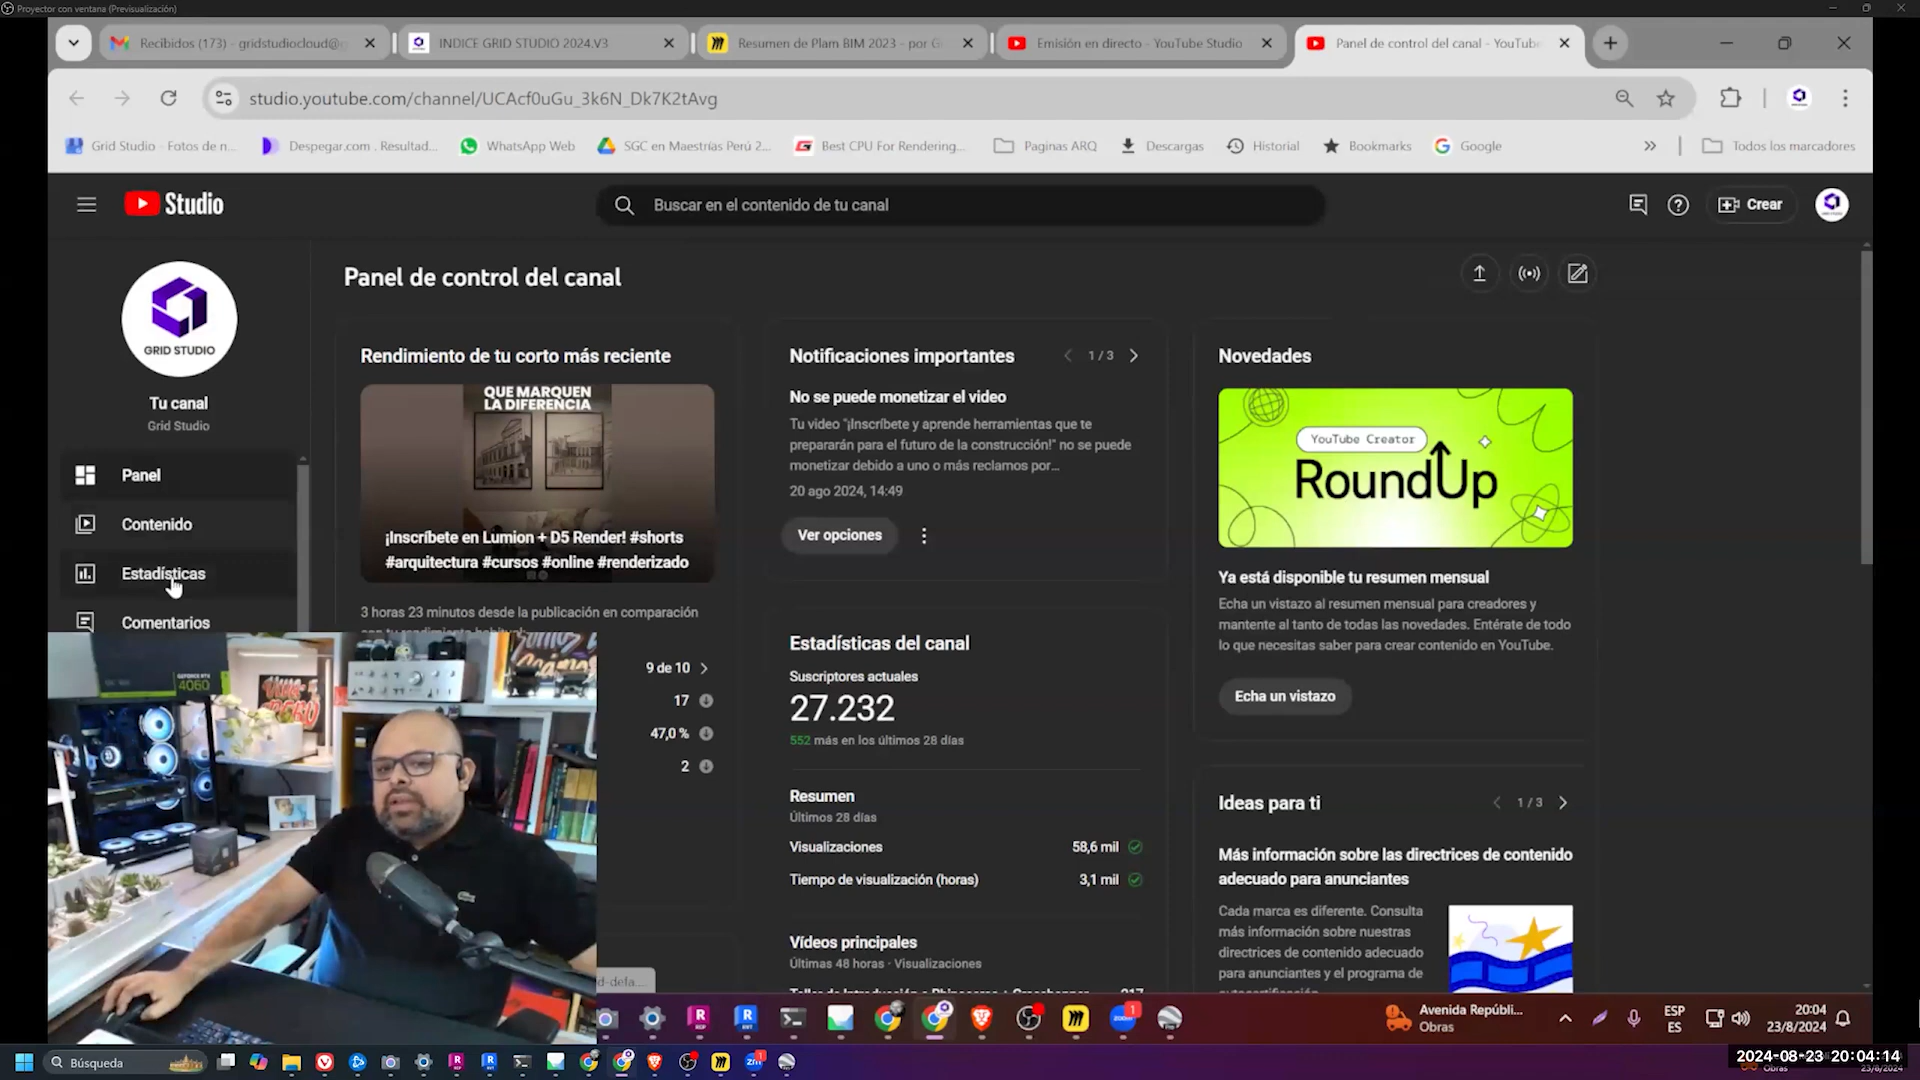 Proyector con ventana (Previsualización)
Recibidos (173) - gridstudiocloud@g
INDICE GRID STUDIO 2024.V3
Resumen de Plam BIM 2023 - por G
Emisión en directo - YouTube Studio
Panel de control del canal - YouTube
studio.youtube.com/channel/UCAcf0uGu_3k6N_Dk7K2tAvg
Grid Studio - Fotos de n...
Despegar.com . Resultad...
WhatsApp Web
SGC en Maestrías Perú 2...
Best CPU For Rendering...
Paginas ARQ
Descargas
Historial
Bookmarks
Google
Todos los marcadores
Studio
Buscar en el contenido de tu canal
Crear
GRID STUDIO
Tu canal
Grid Studio
Panel
Contenido
Estadísticas
Comentarios
Panel de control del canal
Rendimiento de tu corto más reciente
QUE MARQUEN
LA DIFERENCIA
¡Inscríbete en Lumion + D5 Render! #shorts
#arquitectura #cursos #online #renderizado
3 horas 23 minutos desde la publicación en comparación
9 de 10
17
47,0 %
2
Notificaciones importantes
1 / 3
No se puede monetizar el video
Tu video "¡Inscríbete y aprende herramientas que te
prepararán para el futuro de la construcción!" no se puede
monetizar debido a uno o más reclamos por...
20 ago 2024, 14:49
Ver opciones
Estadísticas del canal
Suscriptores actuales
27.232
552 más en los últimos 28 días
Resumen
Últimos 28 días
Visualizaciones
58,6 mil
Tiempo de visualización (horas)
3,1 mil
Vídeos principales
Últimas 48 horas · Visualizaciones
Novedades
YouTube Creator
RoundUp
Ya está disponible tu resumen mensual
Echa un vistazo al resumen mensual para creadores y
mantente al tanto de todas las novedades. Entérate de todo
lo que necesitas saber para crear contenido en YouTube.
Echa un vistazo
Ideas para ti
1 / 3
Más información sobre las directrices de contenido
adecuado para anunciantes
Cada marca es diferente. Consulta
más información sobre nuestras
directrices de contenido adecuado
para anunciantes y el programa de
GEFORCE RTX
4060
d-defa....
Avenida Repúbli...
Obras
ESP
ES
20:04
23/8/2024
Búsqueda
2024-08-23 20:04:14
Obras
23/8/2024